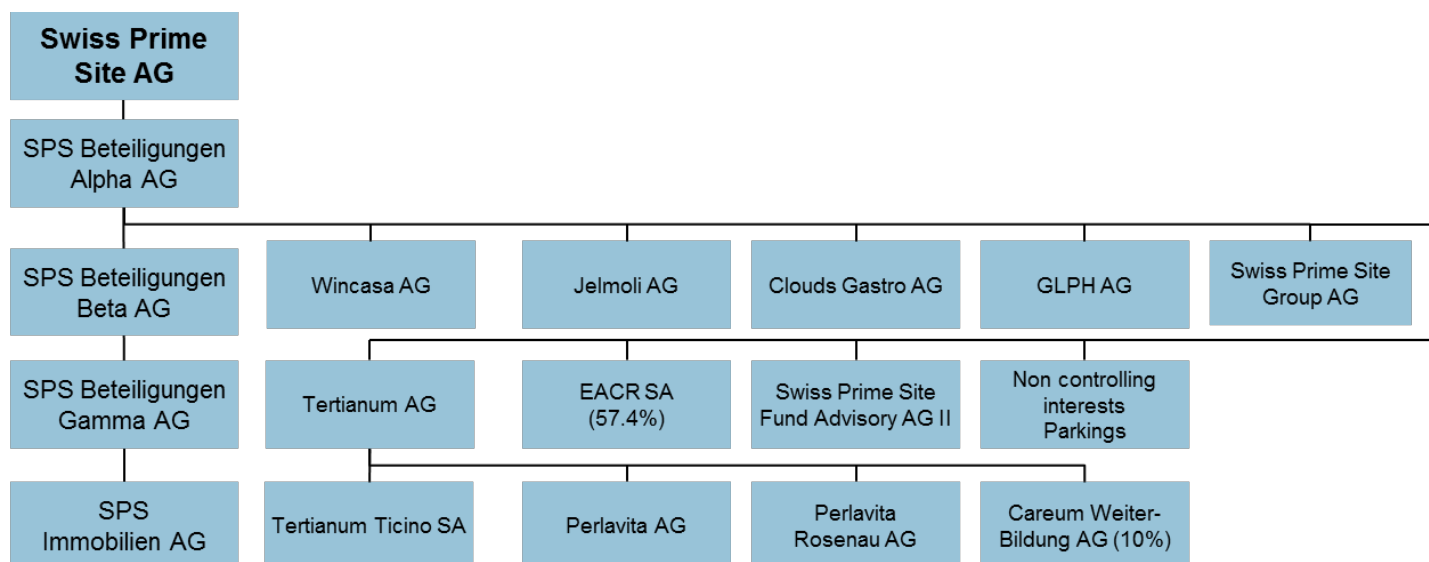 Swiss Prime
Site AG
SPS Beteiligungen
Alpha AG
SPS Beteiligungen
Beta AG
Wincasa AG
Jelmoli AG
Clouds Gastro AG
GLPH AG
Swiss Prime Site
Group AG
SPS Beteiligungen
Gamma AG
Tertianum AG
EACR SA
(57.4%)
Swiss Prime Site
Fund Advisory AG II
Non controlling
interests
Parkings
SPS
Immobilien AG
Tertianum Ticino SA
Perlavita AG
Perlavita
Rosenau AG
Careum Weiter-
Bildung AG (10%)